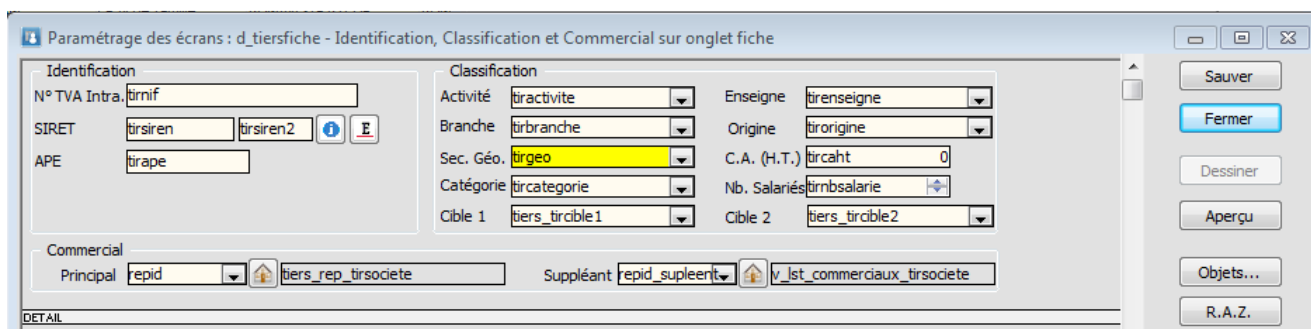 Paramétrage des écrans : d_tiersfiche - Identification, Classification et Commercial sur onglet fiche
Identification
N° TVA Intra. tirnif
SIRET tirsiren tirsiren2 E
APE tirape
Classification
Activité tiractivite Enseigne tirenseigne
Branche tirbranche Origine tirorigine
Sec. Géo. tirgeo C.A. (H.T.) tircaht 0
Catégorie tircategorie Nb. Salariés tirnbsalarie
Cible 1 tiers_tircible1 Cible 2 tiers_tircible2
Commercial
Principal repid tiers_rep_tirsociete Suppléant repid_supleent v_lst_commerciaux_tirsociete
DETAIL
Sauver
Fermer
Dessiner
Aperçu
Objets...
R.A.Z.